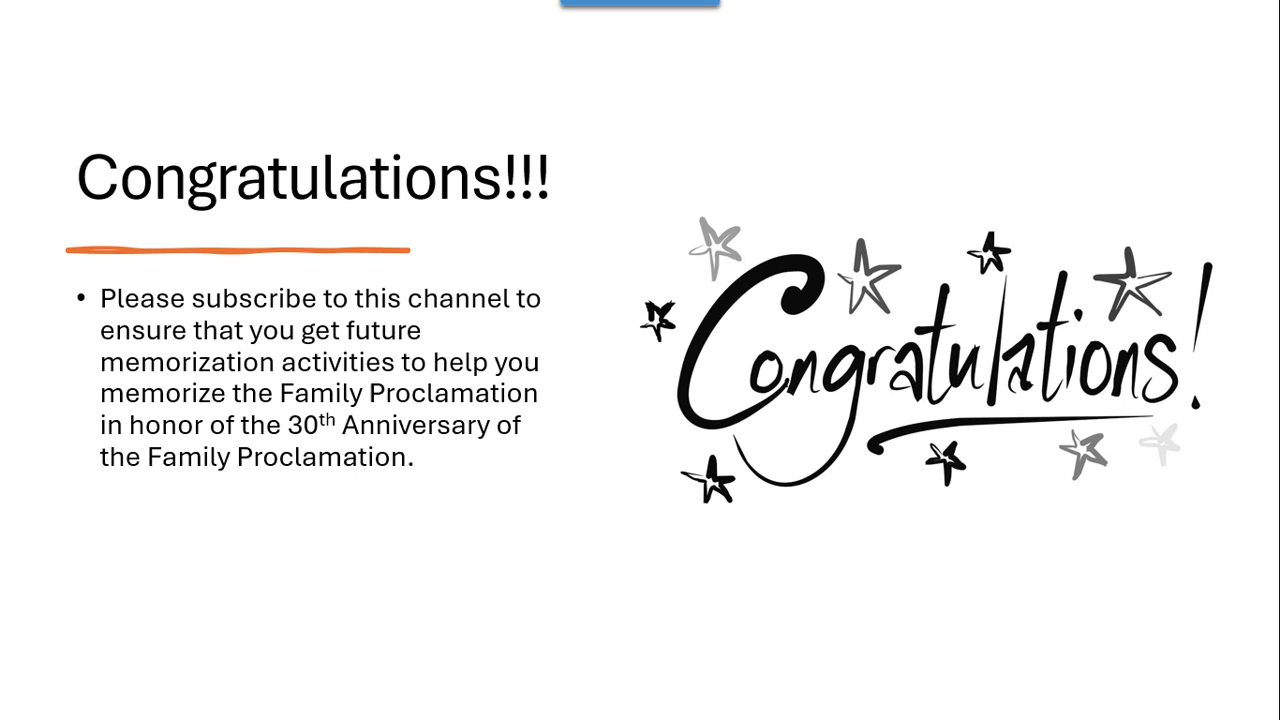 Congratulations!!!
• Please subscribe to this channel to
ensure that you get future
memorization activities to help you
memorize the Family Proclamation
in honor of the 30th Anniversary of
the Family Proclamation.
Congratulations!